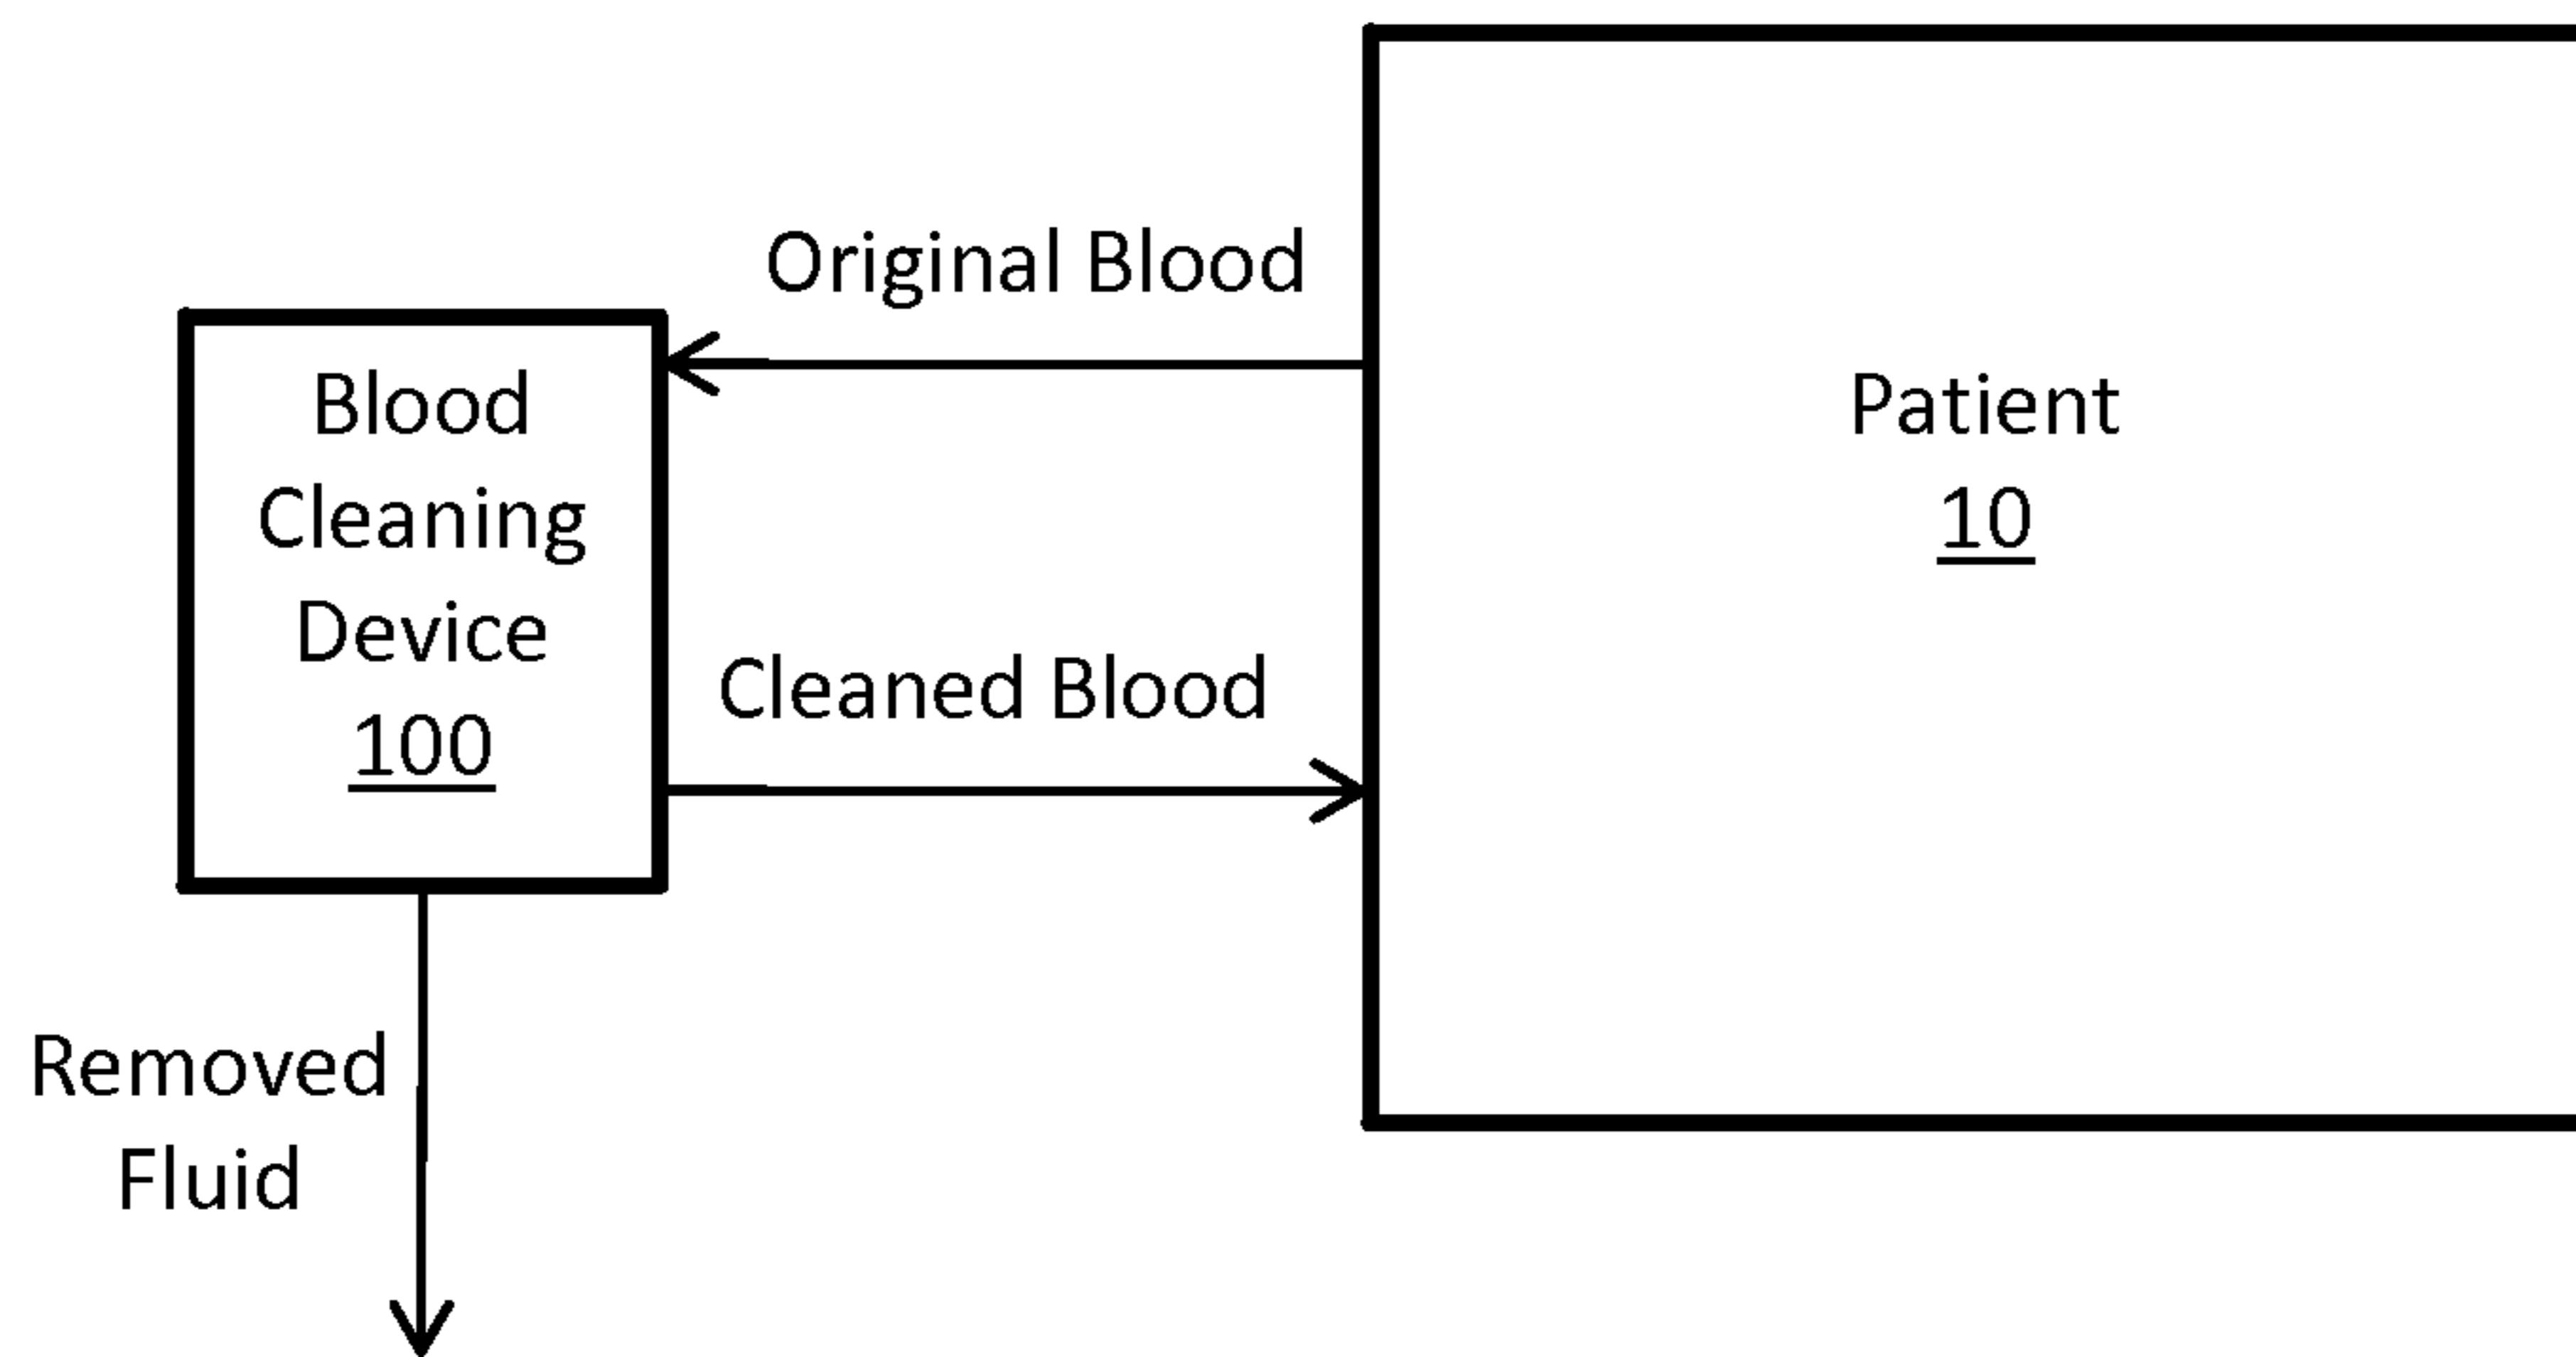 Original Blood
Blood
Cleaning
Device
100
Patient
10
Cleaned Blood
Removed
Fluid